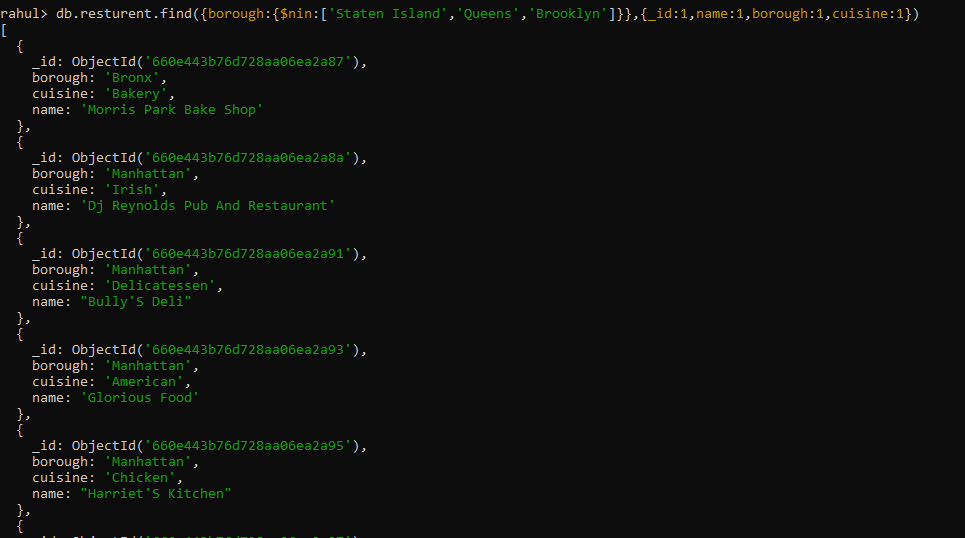 rahul> db.resturent.find({borough:{$nin:['Staten Island','Queens','Brooklyn']}},{_id:1,name:1,borough:1,cuisine:1})
[
  {
    _id: ObjectId('660e443b76d728aa06ea2a87'),
    borough: 'Bronx',
    cuisine: 'Bakery',
    name: 'Morris Park Bake Shop'
  },
  {
    _id: ObjectId('660e443b76d728aa06ea2a8a'),
    borough: 'Manhattan',
    cuisine: 'Irish',
    name: 'Dj Reynolds Pub And Restaurant'
  },
  {
    _id: ObjectId('660e443b76d728aa06ea2a91'),
    borough: 'Manhattan',
    cuisine: 'Delicatessen',
    name: "Bully'S Deli"
  },
  {
    _id: ObjectId('660e443b76d728aa06ea2a93'),
    borough: 'Manhattan',
    cuisine: 'American',
    name: 'Glorious Food'
  },
  {
    _id: ObjectId('660e443b76d728aa06ea2a95'),
    borough: 'Manhattan',
    cuisine: 'Chicken',
    name: "Harriet'S Kitchen"
  },
  {